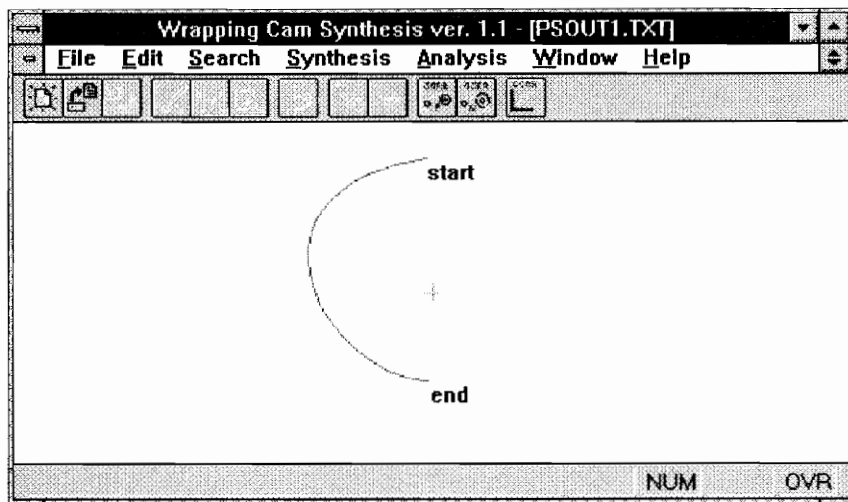 Wrapping Cam Synthesis ver. 1.1 - [PSOUT1.TXT]
File Edit Search Synthesis Analysis Window Help
start
end
NUM OVR